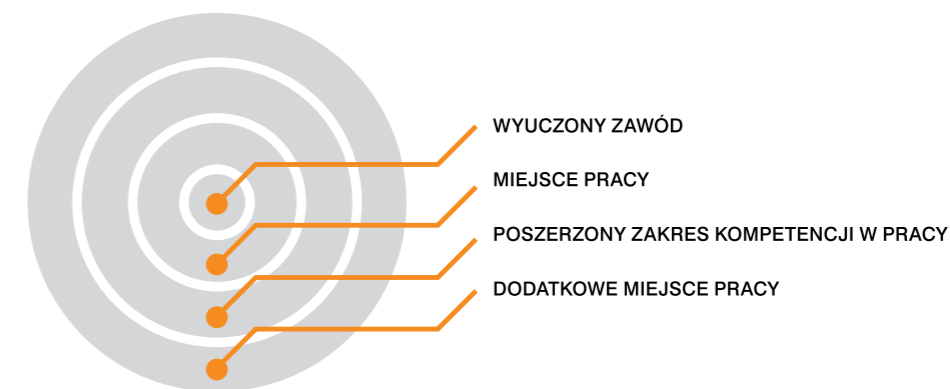 WYUCZONY ZAWÓD
MIEJSCE PRACY
POSZERZONY ZAKRES KOMPETENCJI W PRACY
DODATKOWE MIEJSCE PRACY